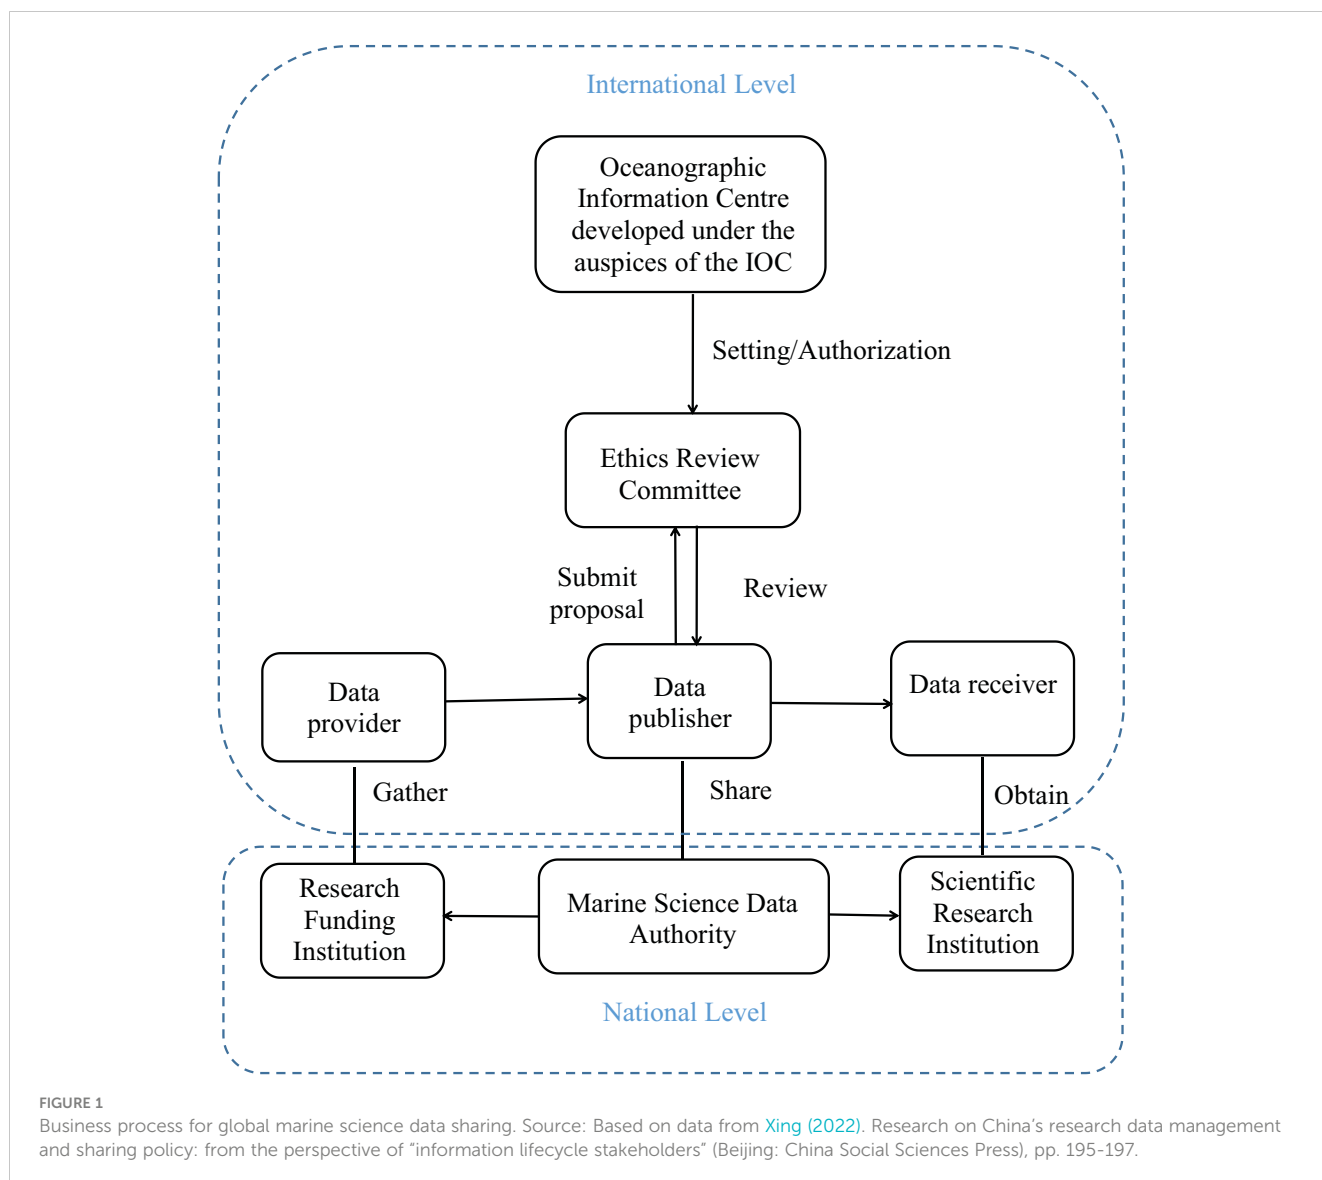 International Level
Oceanographic
Information Centre
developed under the
auspices of the IOC
Setting/Authorization
Ethics Review
Committee
Submit
proposal
Review
Data
provider
Data
publisher
Data receiver
Gather
Share
Obtain
Research
Funding
Institution
Marine Science Data
Authority
Scientific
Research
Institution
National Level
FIGURE 1
Business process for global marine science data sharing. Source: Based on data from Xing (2022). Research on China’s research data management
and sharing policy: from the perspective of “information lifecycle stakeholders” (Beijing: China Social Sciences Press), pp. 195-197.